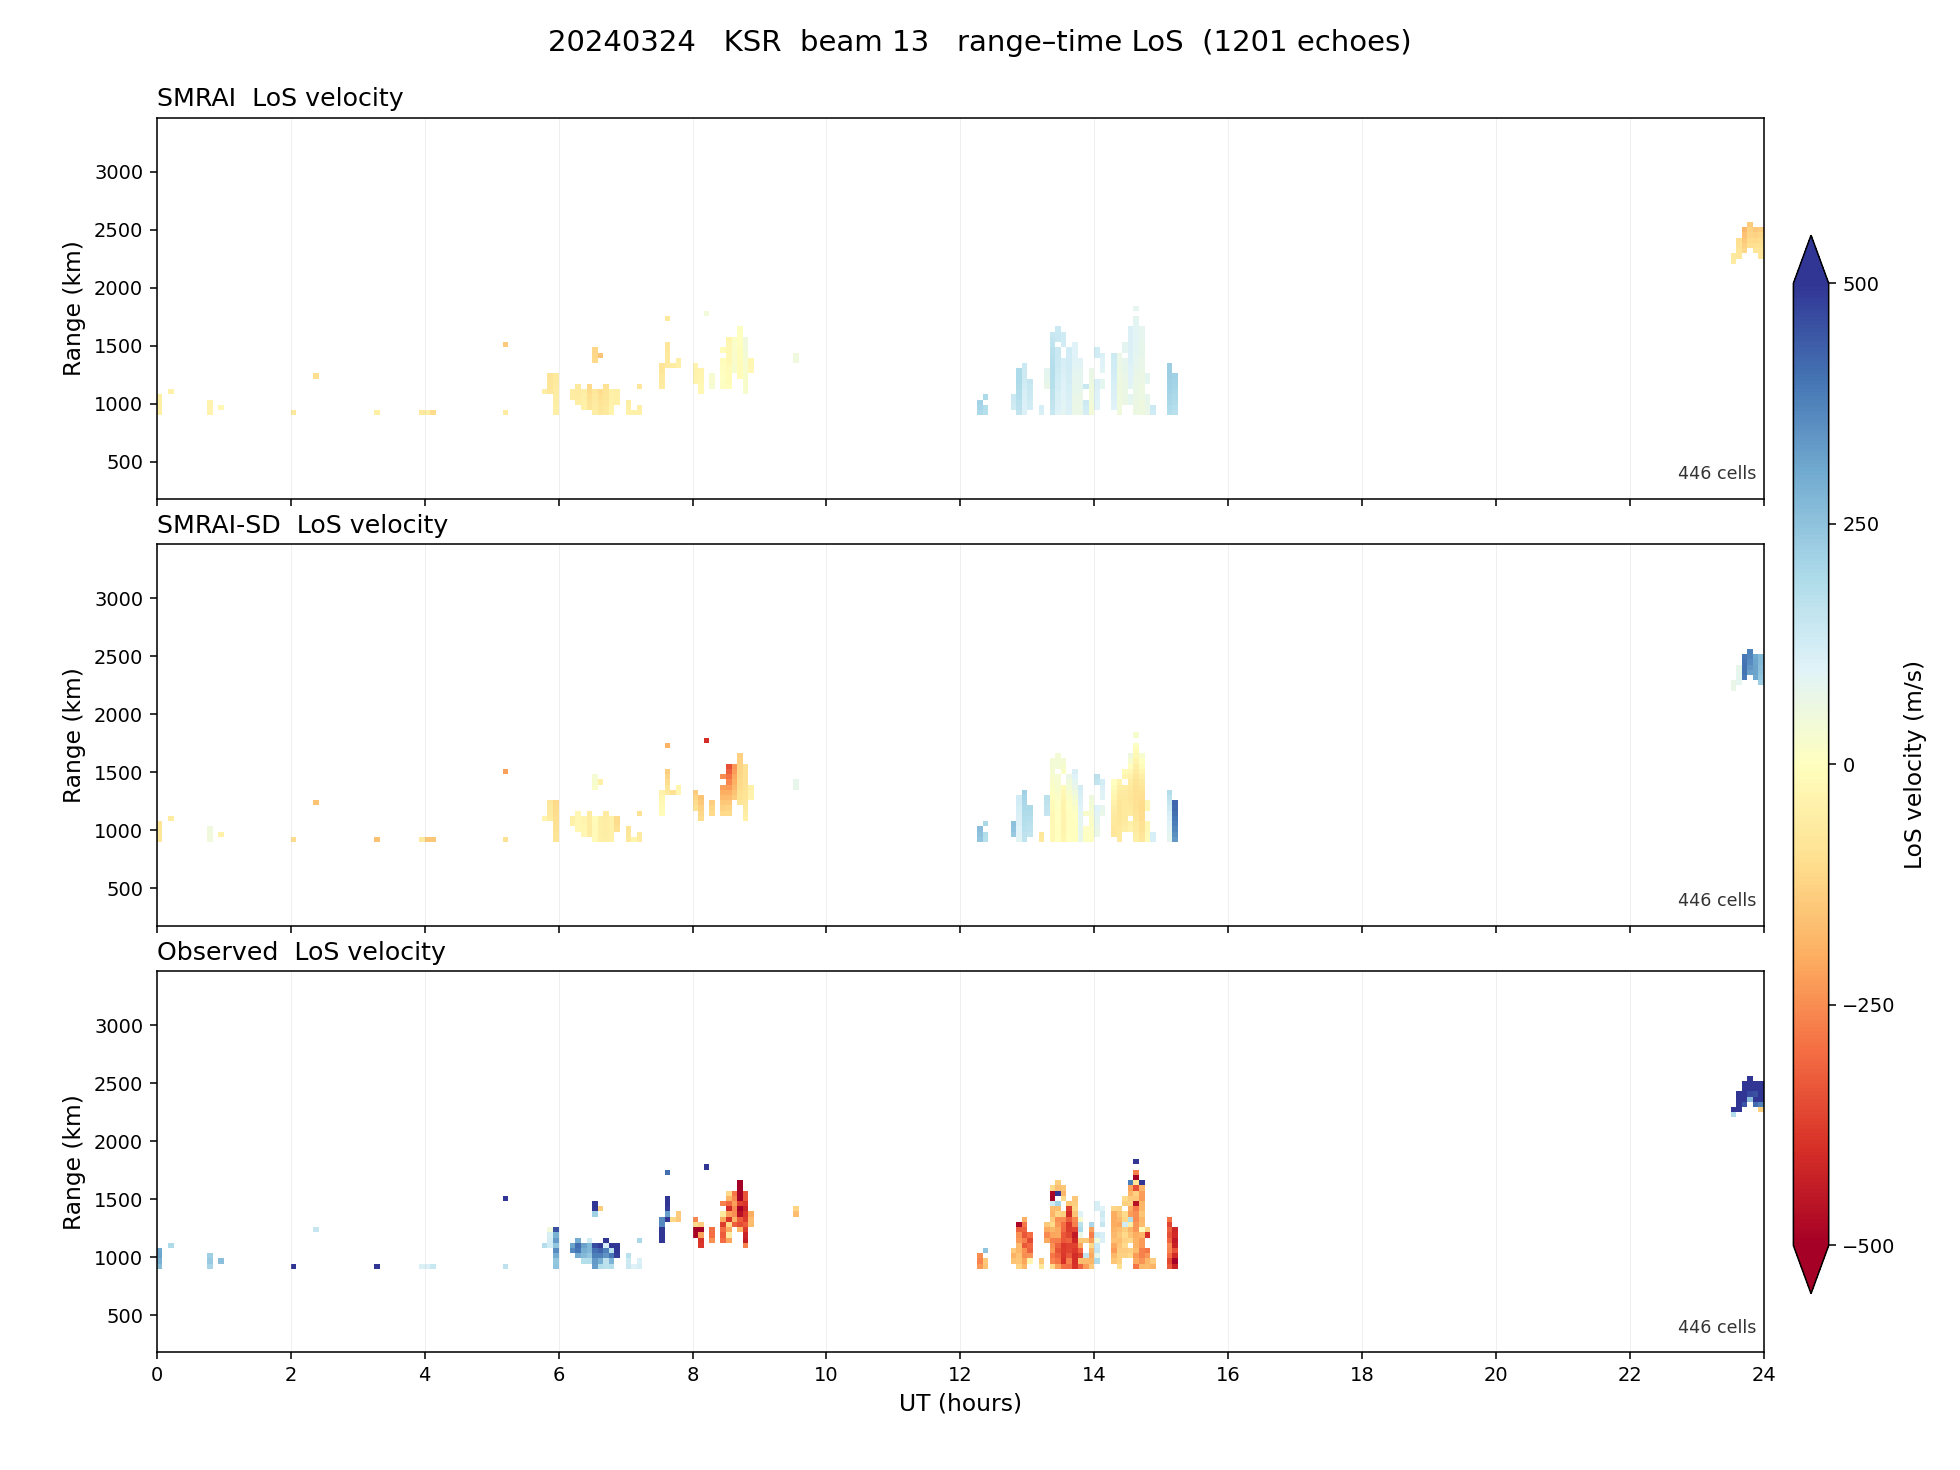 20240324   KSR  beam 13   range–time LoS  (1201 echoes)
SMRAI  LoS velocity
3000
2500
2000
1500
1000
500
Range (km)
446 cells
SMRAI-SD  LoS velocity
3000
2500
2000
1500
1000
500
Range (km)
446 cells
Observed  LoS velocity
3000
2500
2000
1500
1000
500
Range (km)
446 cells
0 2 4 6 8 10 12 14 16 18 20 22 24
UT (hours)
500
250
0
−250
−500
LoS velocity (m/s)